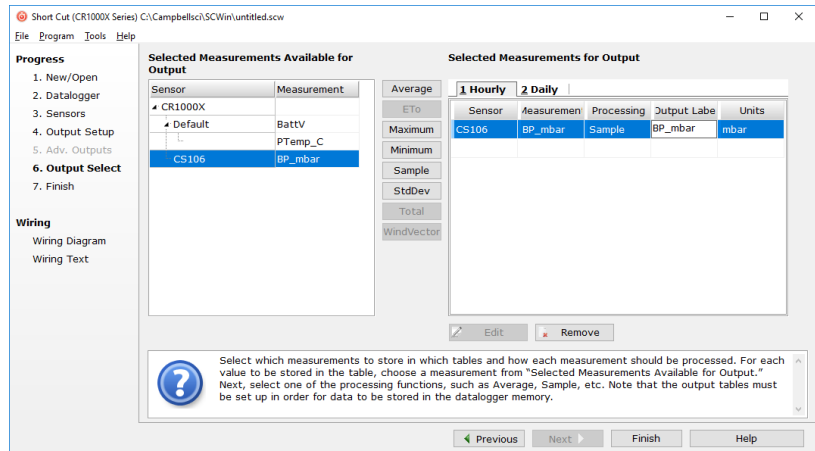 Short Cut (CR1000X Series) C:\Campbellsci\SCWin\untitled.scw
File Program Tools Help
Progress
1. New/Open
2. Datalogger
3. Sensors
4. Output Setup
5. Adv. Outputs
6. Output Select
7. Finish
Wiring
Wiring Diagram
Wiring Text
Selected Measurements Available for
Output
Sensor Measurement
CR1000X
Default BattV
PTemp_C
CS106 BP_mbar
Average
ETo
Maximum
Minimum
Sample
StdDev
Total
WindVector
Selected Measurements for Output
1 Hourly 2 Daily
Sensor Measuremen Processing Output Labe Units
CS106 BP_mbar Sample BP_mbar mbar
Edit Remove
Select which measurements to store in which tables and how each measurement should be processed. For each
value to be stored in the table, choose a measurement from “Selected Measurements Available for Output.”
Next, select one of the processing functions, such as Average, Sample, etc. Note that the output tables must
be set up in order for data to be stored in the datalogger memory.
Previous Next Finish Help